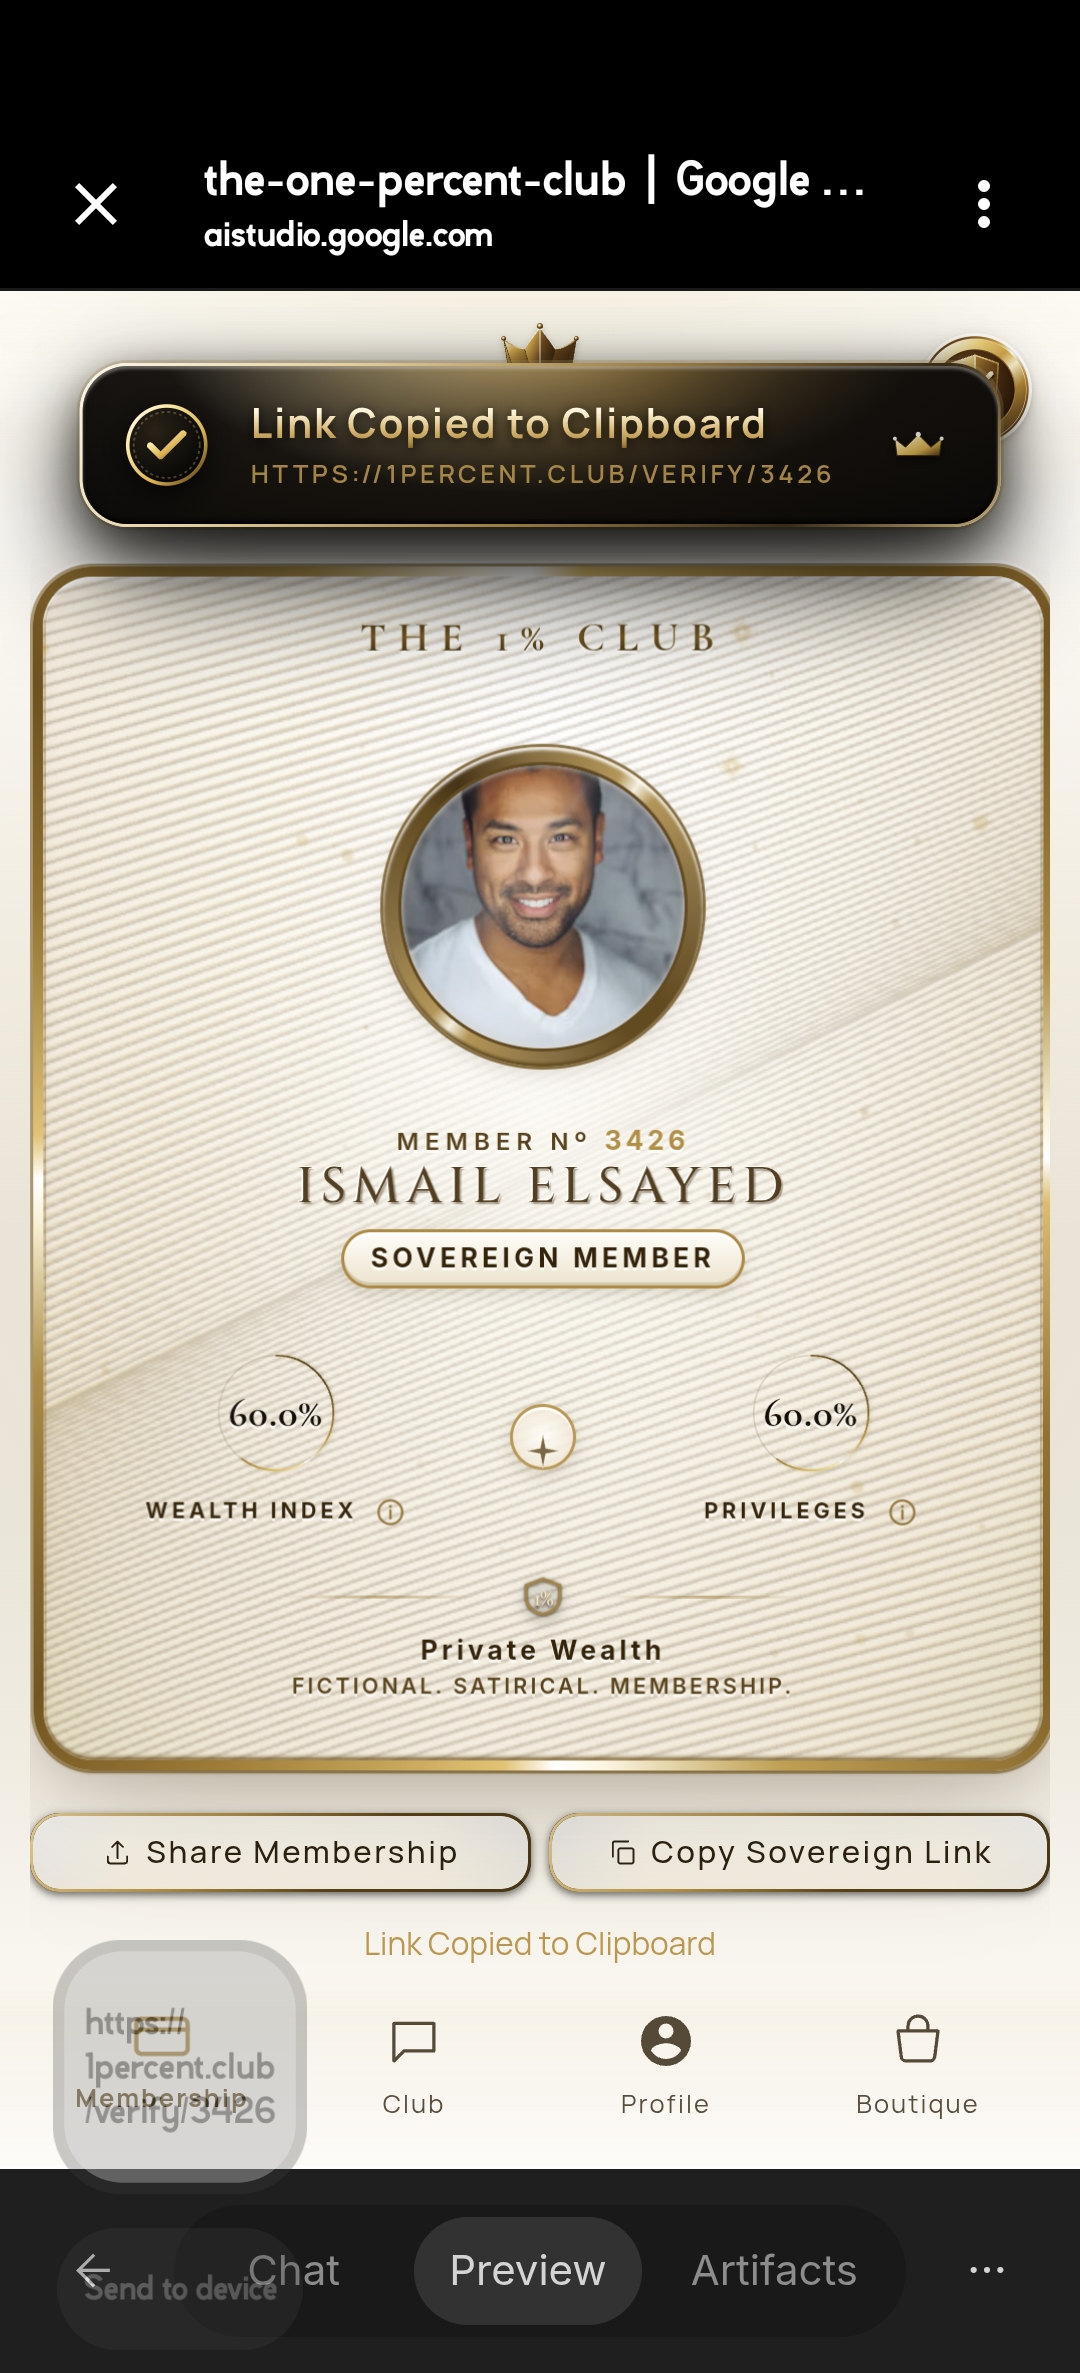 the-one-percent-club | Google ...
aistudio.google.com
Link Copied to Clipboard
HTTPS://1PERCENT.CLUB/VERIFY/3426
THE 1% CLUB
MEMBER Nº 3426
ISMAIL ELSAYED
SOVEREIGN MEMBER
60.0%
60.0%
WEALTH INDEX
PRIVILEGES
1%
Private Wealth
FICTIONAL. SATIRICAL. MEMBERSHIP.
Share Membership
Copy Sovereign Link
Link Copied to Clipboard
https://
1percent.club
/verify/3426
Membership
Club
Profile
Boutique
Send to device
Chat
Preview
Artifacts